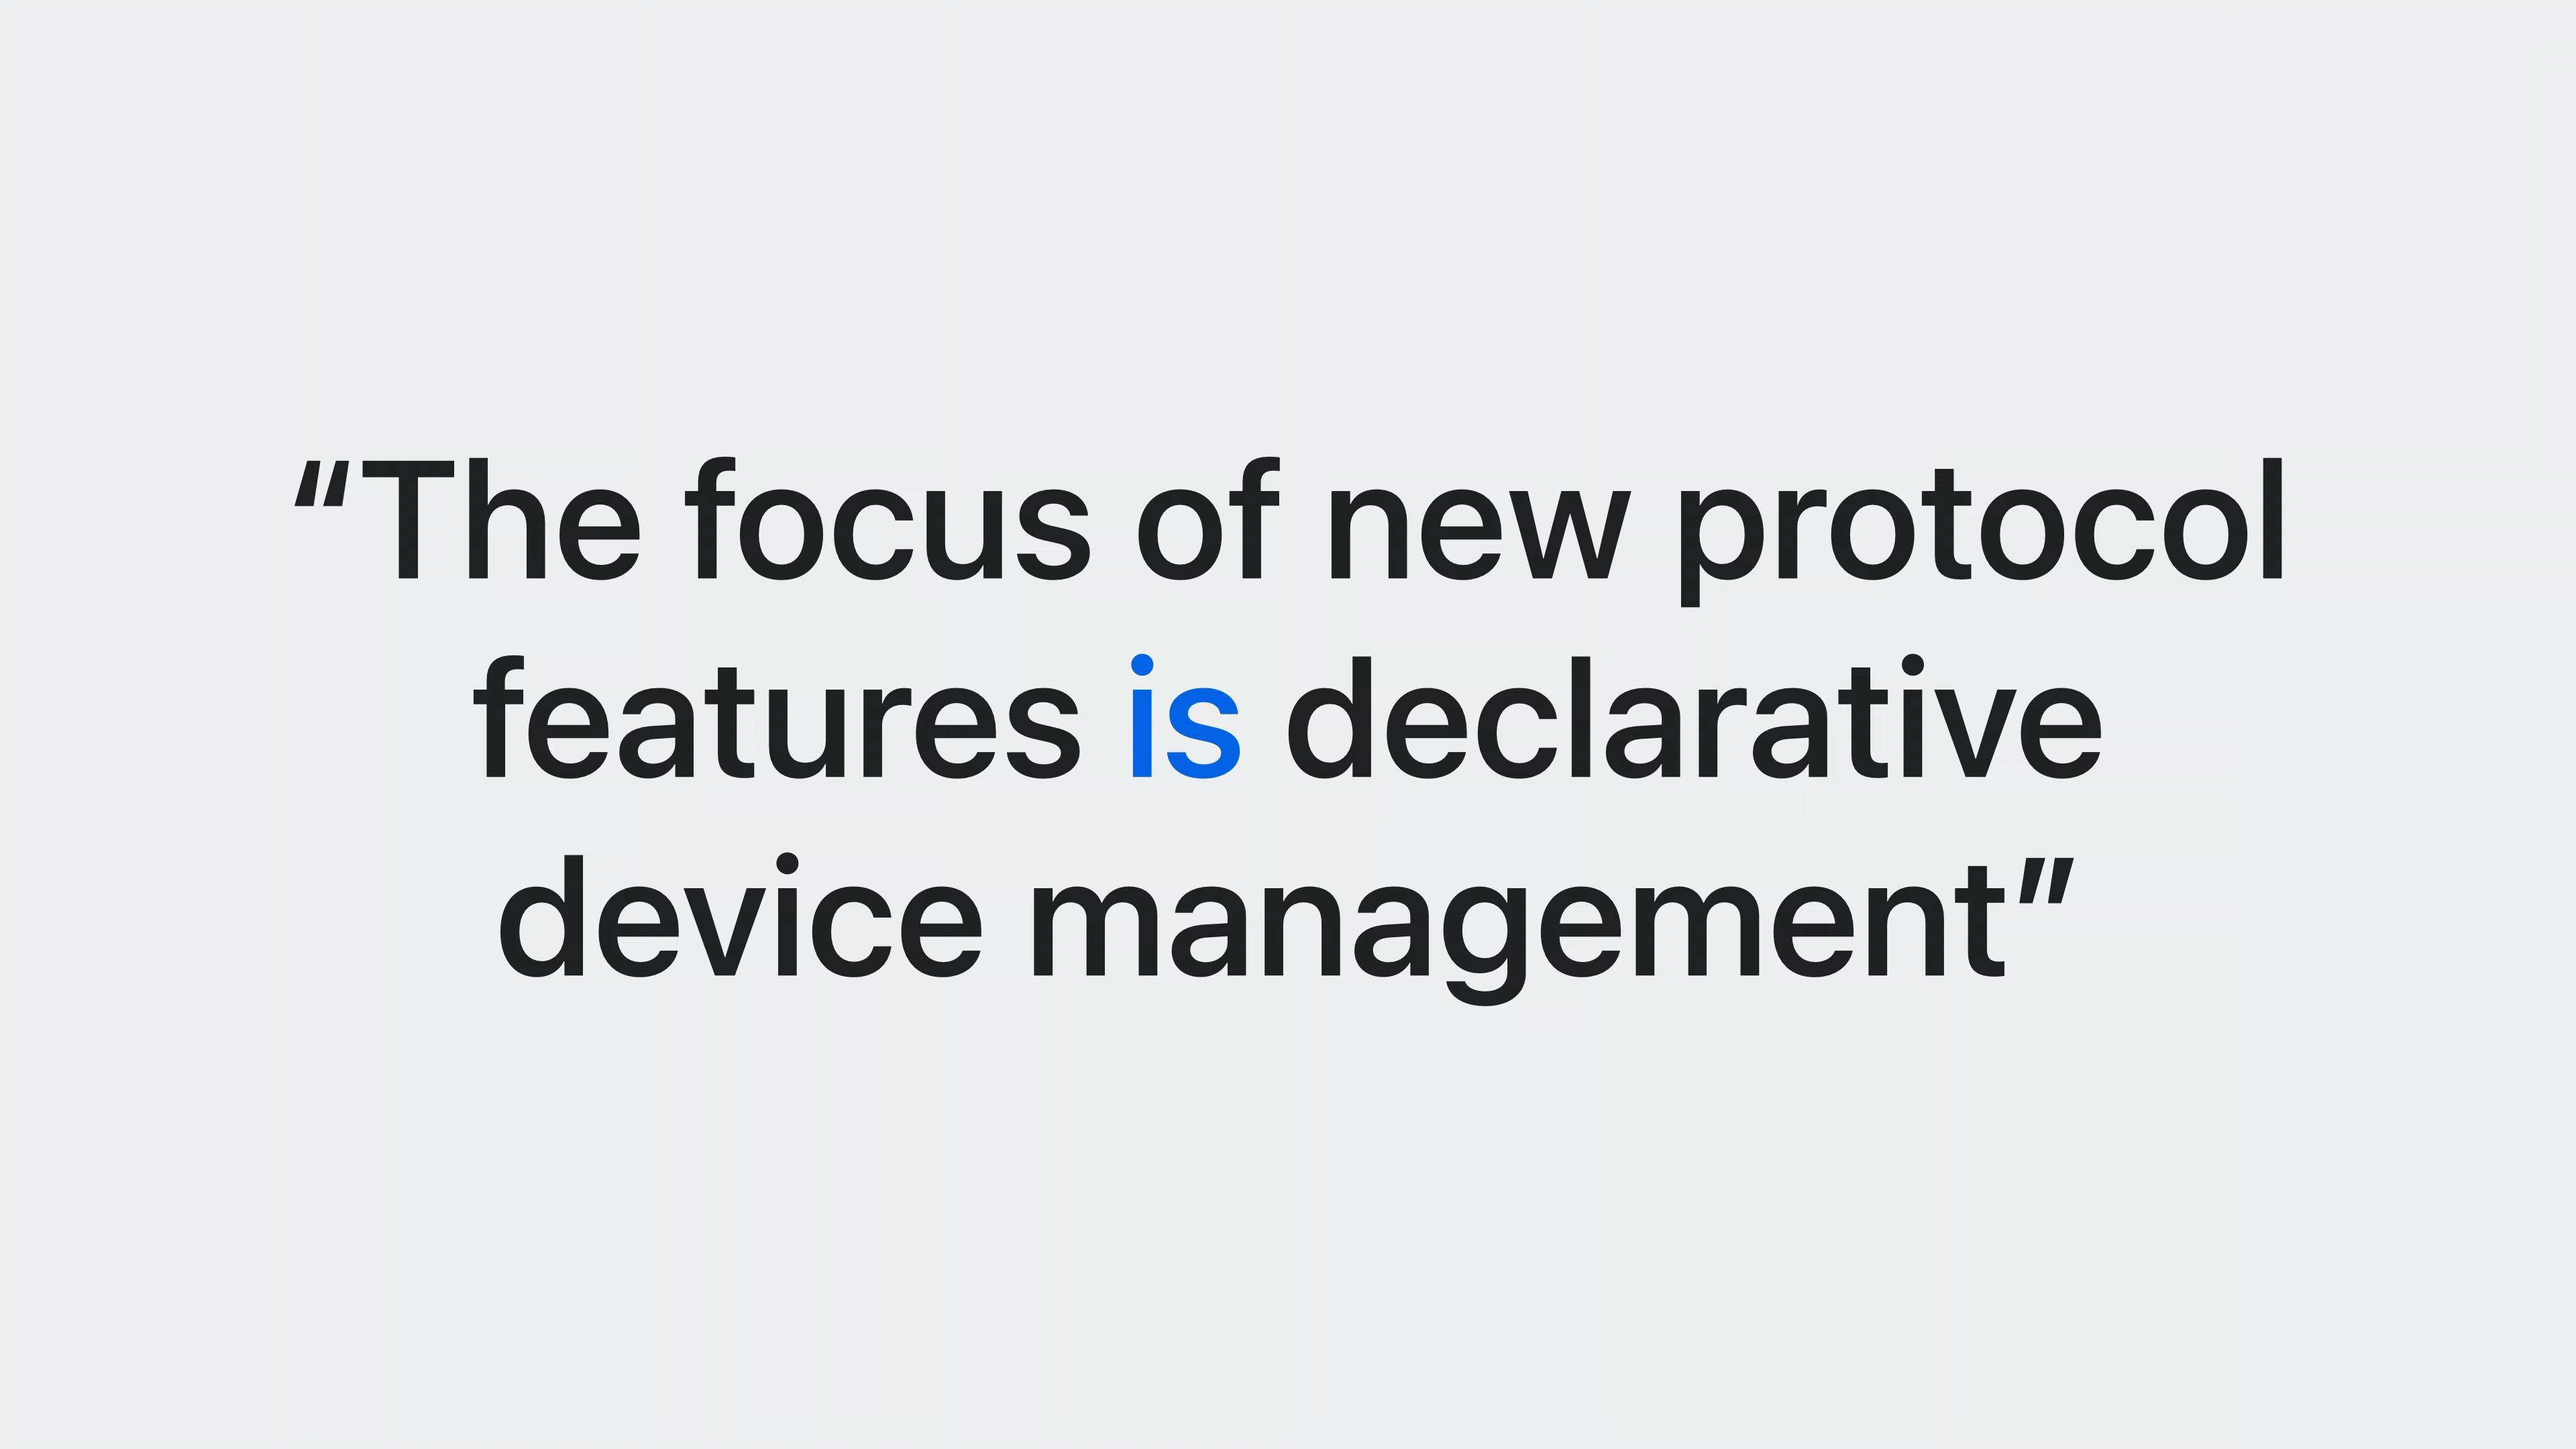 “The focus of new protocol
features is declarative
device management”